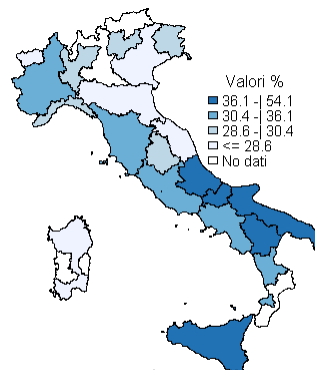 Valori %
36.1 -| 54.1
30.4 -| 36.1
28.6 -| 30.4
<= 28.6
No dati